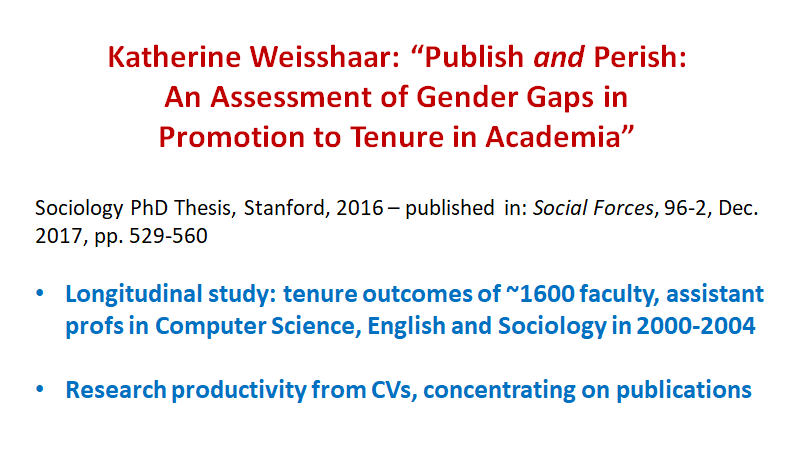 Katherine Weisshaar: “Publish and Perish:
An Assessment of Gender Gaps in
Promotion to Tenure in Academia”
Sociology PhD Thesis, Stanford, 2016 – published in: Social Forces, 96-2, Dec.
2017, pp. 529-560
• Longitudinal study: tenure outcomes of ~1600 faculty, assistant
profs in Computer Science, English and Sociology in 2000-2004
• Research productivity from CVs, concentrating on publications